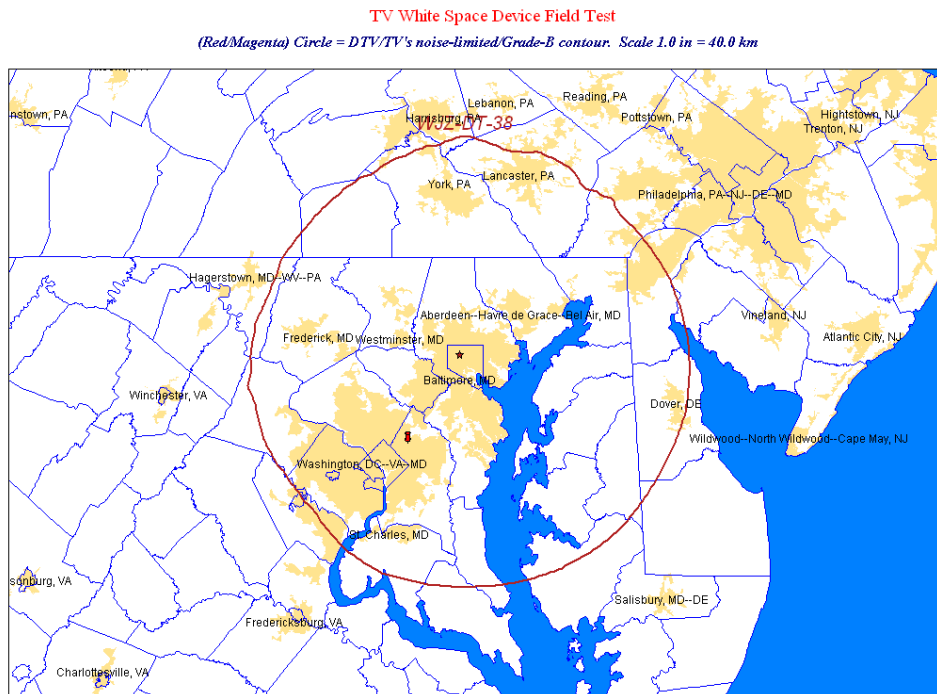 TV White Space Device Field Test
(Red/Magenta) Circle = DTV/TV's noise-limited/Grade-B contour. Scale 1.0 in = 40.0 km
Lebanon, PA
Reading, PA
nstown, PA
Harrisburg, PA
WJZ-DT-38
Pottstown, PA
Hightstown, NJ
Trenton, NJ
York, PA
Lancaster, PA
Philadelphia, PA--NJ--DE--MD
Hagerstown, MD--WV--PA
Aberdeen--Havre de Grace--Bel Air, MD
Vineland, NJ
Frederick, MD
Westminster, MD
Atlantic City, NJ
Baltimore, MD
Winchester, VA
Dover, DE
Wildwood--North Wildwood--Cape May, NJ
Washington, DC--VA--MD
St. Charles, MD
sonburg, VA
Salisbury, MD--DE
Fredericksburg, VA
Charlottesville, VA